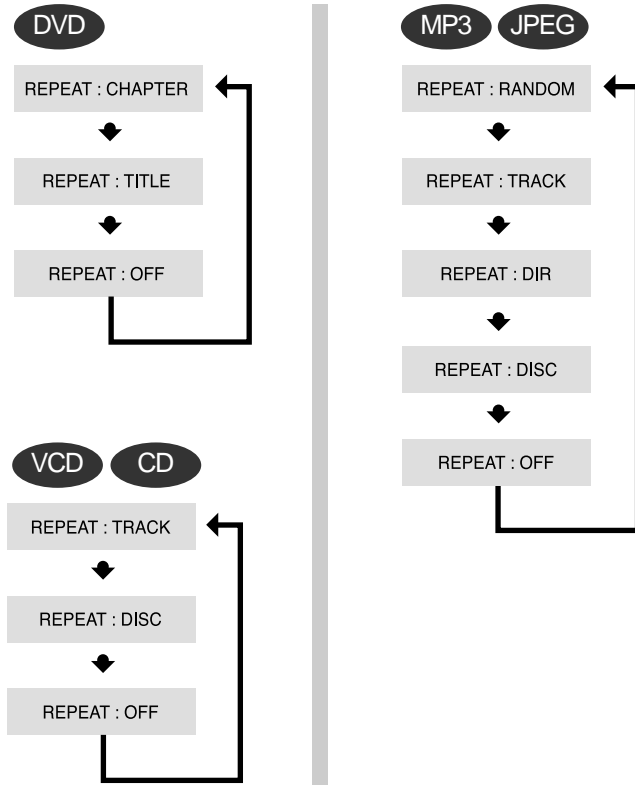 DVD
REPEAT : CHAPTER
REPEAT : TITLE
REPEAT : OFF
VCD CD
REPEAT : TRACK
REPEAT : DISC
REPEAT : OFF
MP3 JPEG
REPEAT : RANDOM
REPEAT : TRACK
REPEAT : DIR
REPEAT : DISC
REPEAT : OFF